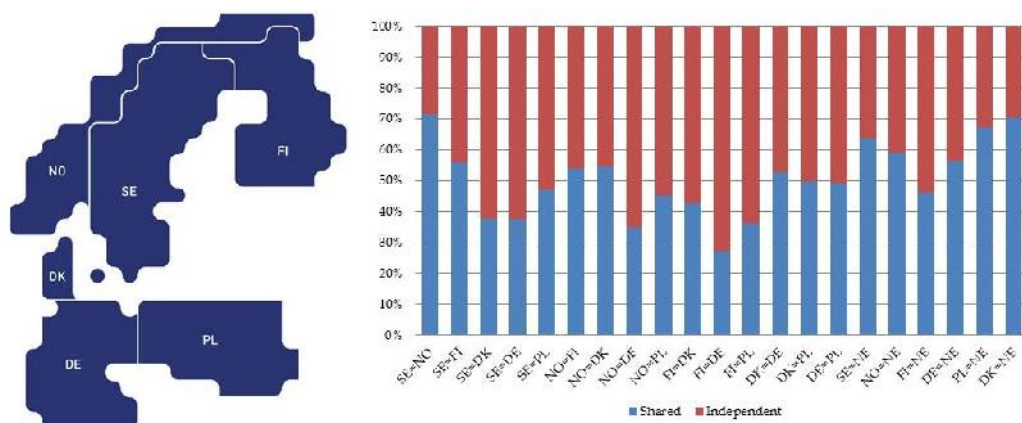 NO
SE
FI
DK
DE
PL
100%
90%
80%
70%
60%
50%
40%
30%
20%
10%
0%
SE=NO
SE=FI
SE=DK
SE=DE
SE=PL
NO=FI
NO=DK
NO=DE
NO=PL
FI=DK
FI=DE
FI=PL
DK=DE
DK=PL
DE=PL
SE=NE
NO=NE
FI=NE
DE=NE
PL=NE
DK=NE
Shared
Independent